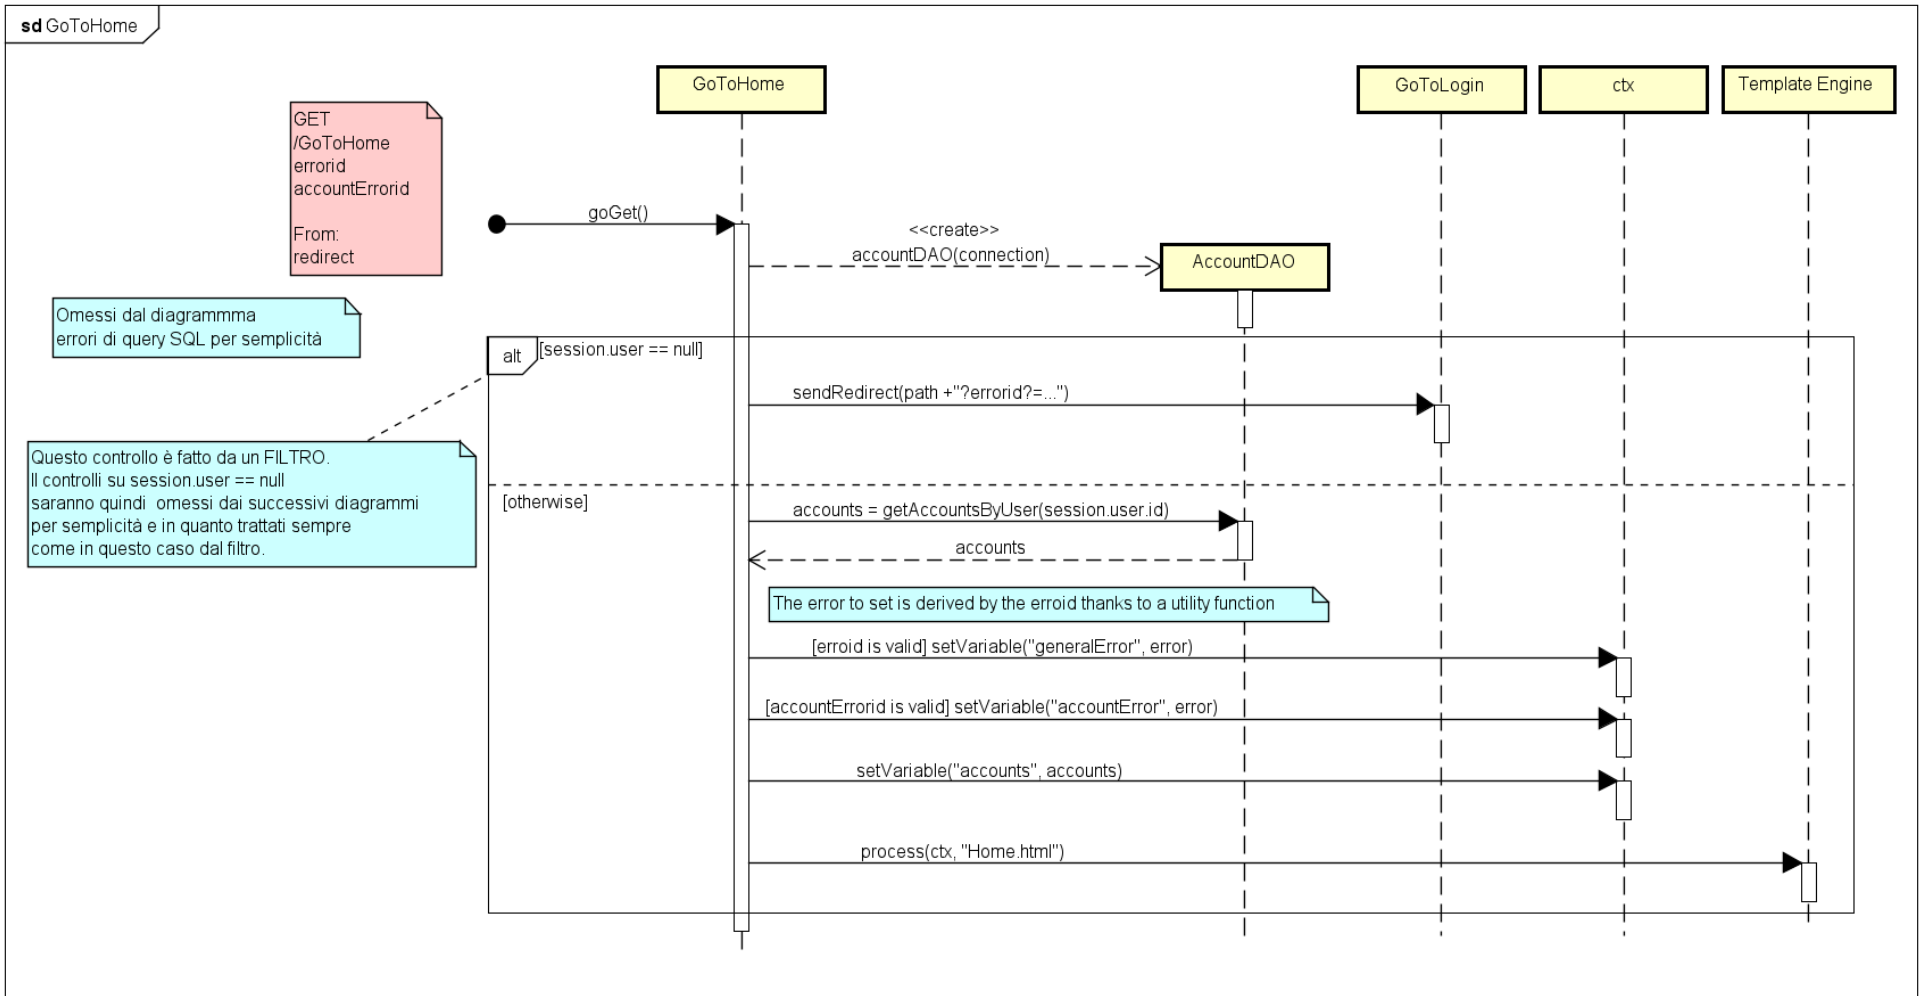 sd GoToHome
GoToHome
GoToLogin
ctx
Template Engine
GET
/GoToHome
errorid
accountErrorid
From:
redirect
goGet()
<<create>>
accountDAO(connection)
AccountDAO
Omessi dal diagrammma
errori di query SQL per semplicità
alt
[session.user == null]
sendRedirect(path +"?errorid?=...")
Questo controllo è fatto da un FILTRO.
Il controlli su session.user == null
saranno quindi  omessi dai successivi diagrammi
per semplicità e in quanto trattati sempre
come in questo caso dal filtro.
[otherwise]
accounts = getAccountsByUser(session.user.id)
accounts
The error to set is derived by the erroid thanks to a utility function
[erroid is valid] setVariable("generalError", error)
[accountErrorid is valid] setVariable("accountError", error)
setVariable("accounts", accounts)
process(ctx, "Home.html")